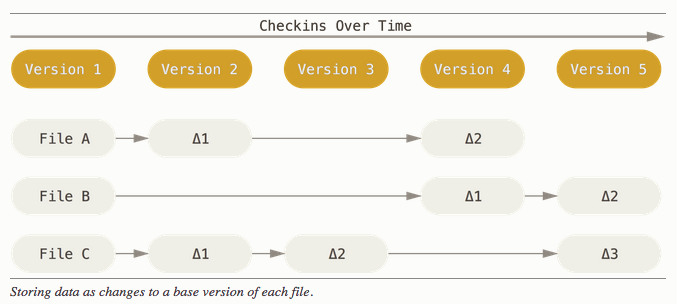 Checkins Over Time
Version 1 Version 2 Version 3 Version 4 Version 5
File A Δ1 Δ2
File B Δ1 Δ2
File C Δ1 Δ2 Δ3
Storing data as changes to a base version of each file.